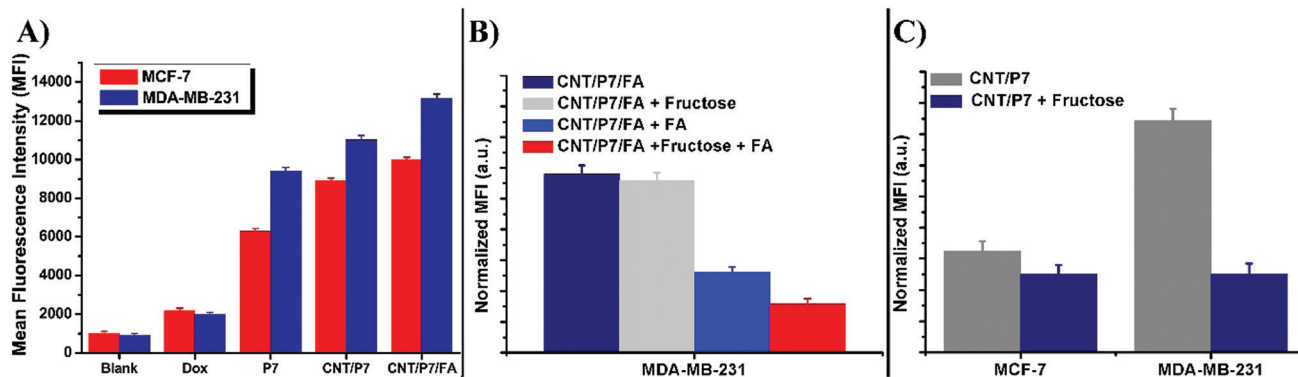 A)
Mean Fluorescence Intensity (MFI)
14000
12000
10000
8000
6000
4000
2000
0
MCF-7
MDA-MB-231
Blank Dox P7 CNT/P7 CNT/P7/FA
B)
Normalized MFI (a.u.)
CNT/P7/FA
CNT/P7/FA + Fructose
CNT/P7/FA + FA
CNT/P7/FA +Fructose + FA
MDA-MB-231
C)
Normalized MFI (a.u.)
CNT/P7
CNT/P7 + Fructose
MCF-7 MDA-MB-231